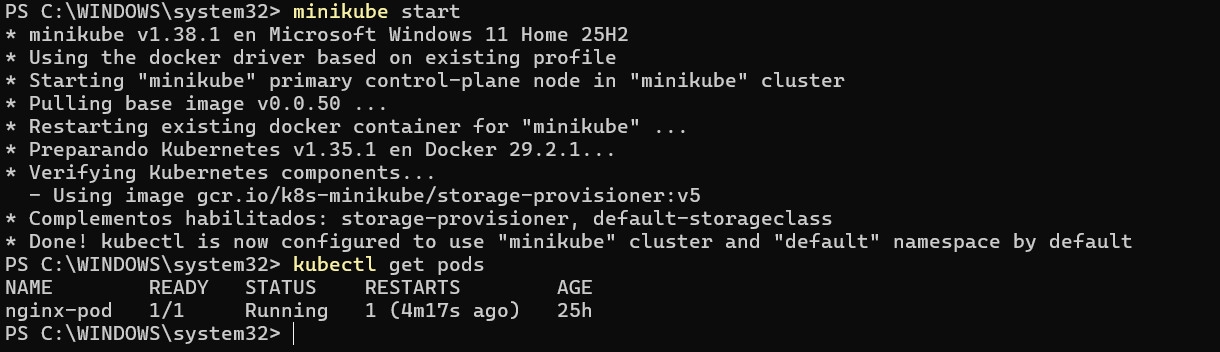 PS C:\WINDOWS\system32> minikube start
* minikube v1.38.1 en Microsoft Windows 11 Home 25H2
* Using the docker driver based on existing profile
* Starting "minikube" primary control-plane node in "minikube" cluster
* Pulling base image v0.0.50 ...
* Restarting existing docker container for "minikube" ...
* Preparando Kubernetes v1.35.1 en Docker 29.2.1...
* Verifying Kubernetes components...
  - Using image gcr.io/k8s-minikube/storage-provisioner:v5
* Complementos habilitados: storage-provisioner, default-storageclass
* Done! kubectl is now configured to use "minikube" cluster and "default" namespace by default
PS C:\WINDOWS\system32> kubectl get pods
NAME        READY   STATUS    RESTARTS        AGE
nginx-pod   1/1     Running   1 (4m17s ago)   25h
PS C:\WINDOWS\system32>